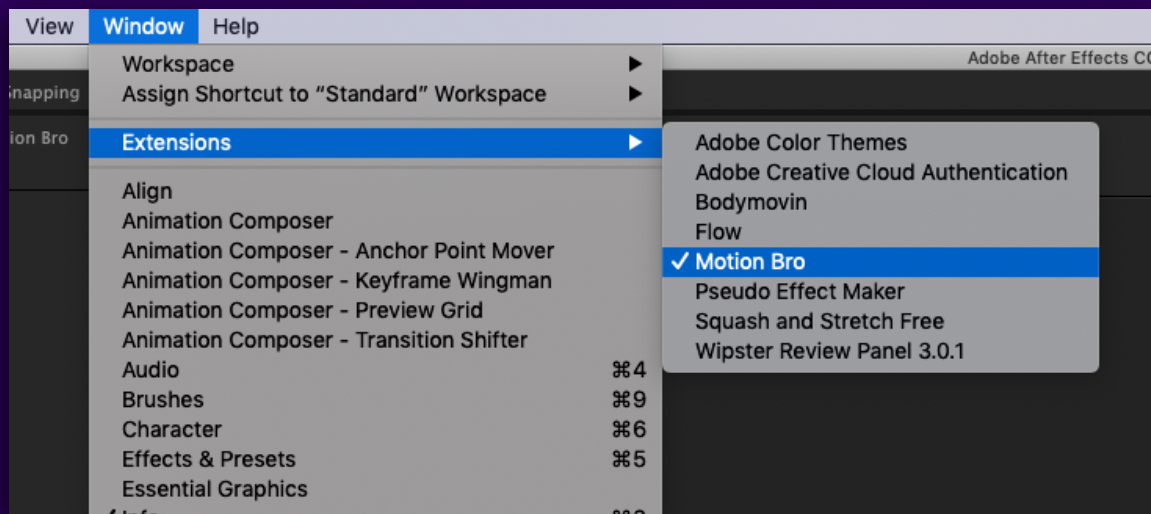 View Window Help
Adobe After Effects CC
Snapping
Workspace
Assign Shortcut to “Standard” Workspace
ion Bro
Extensions
Align
Animation Composer
Animation Composer - Anchor Point Mover
Animation Composer - Keyframe Wingman
Animation Composer - Preview Grid
Animation Composer - Transition Shifter
Audio ⌘4
Brushes ⌘9
Character ⌘6
Effects & Presets ⌘5
Essential Graphics
Adobe Color Themes
Adobe Creative Cloud Authentication
Bodymovin
Flow
✓ Motion Bro
Pseudo Effect Maker
Squash and Stretch Free
Wipster Review Panel 3.0.1